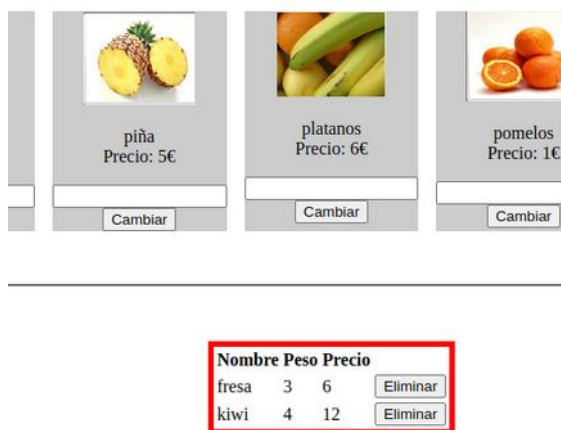 piña
Precio: 5€
Cambiar
platanos
Precio: 6€
Cambiar
pomelos
Precio: 1€
Cambiar
Nombre Peso Precio
fresa 3 6 Eliminar
kiwi 4 12 Eliminar